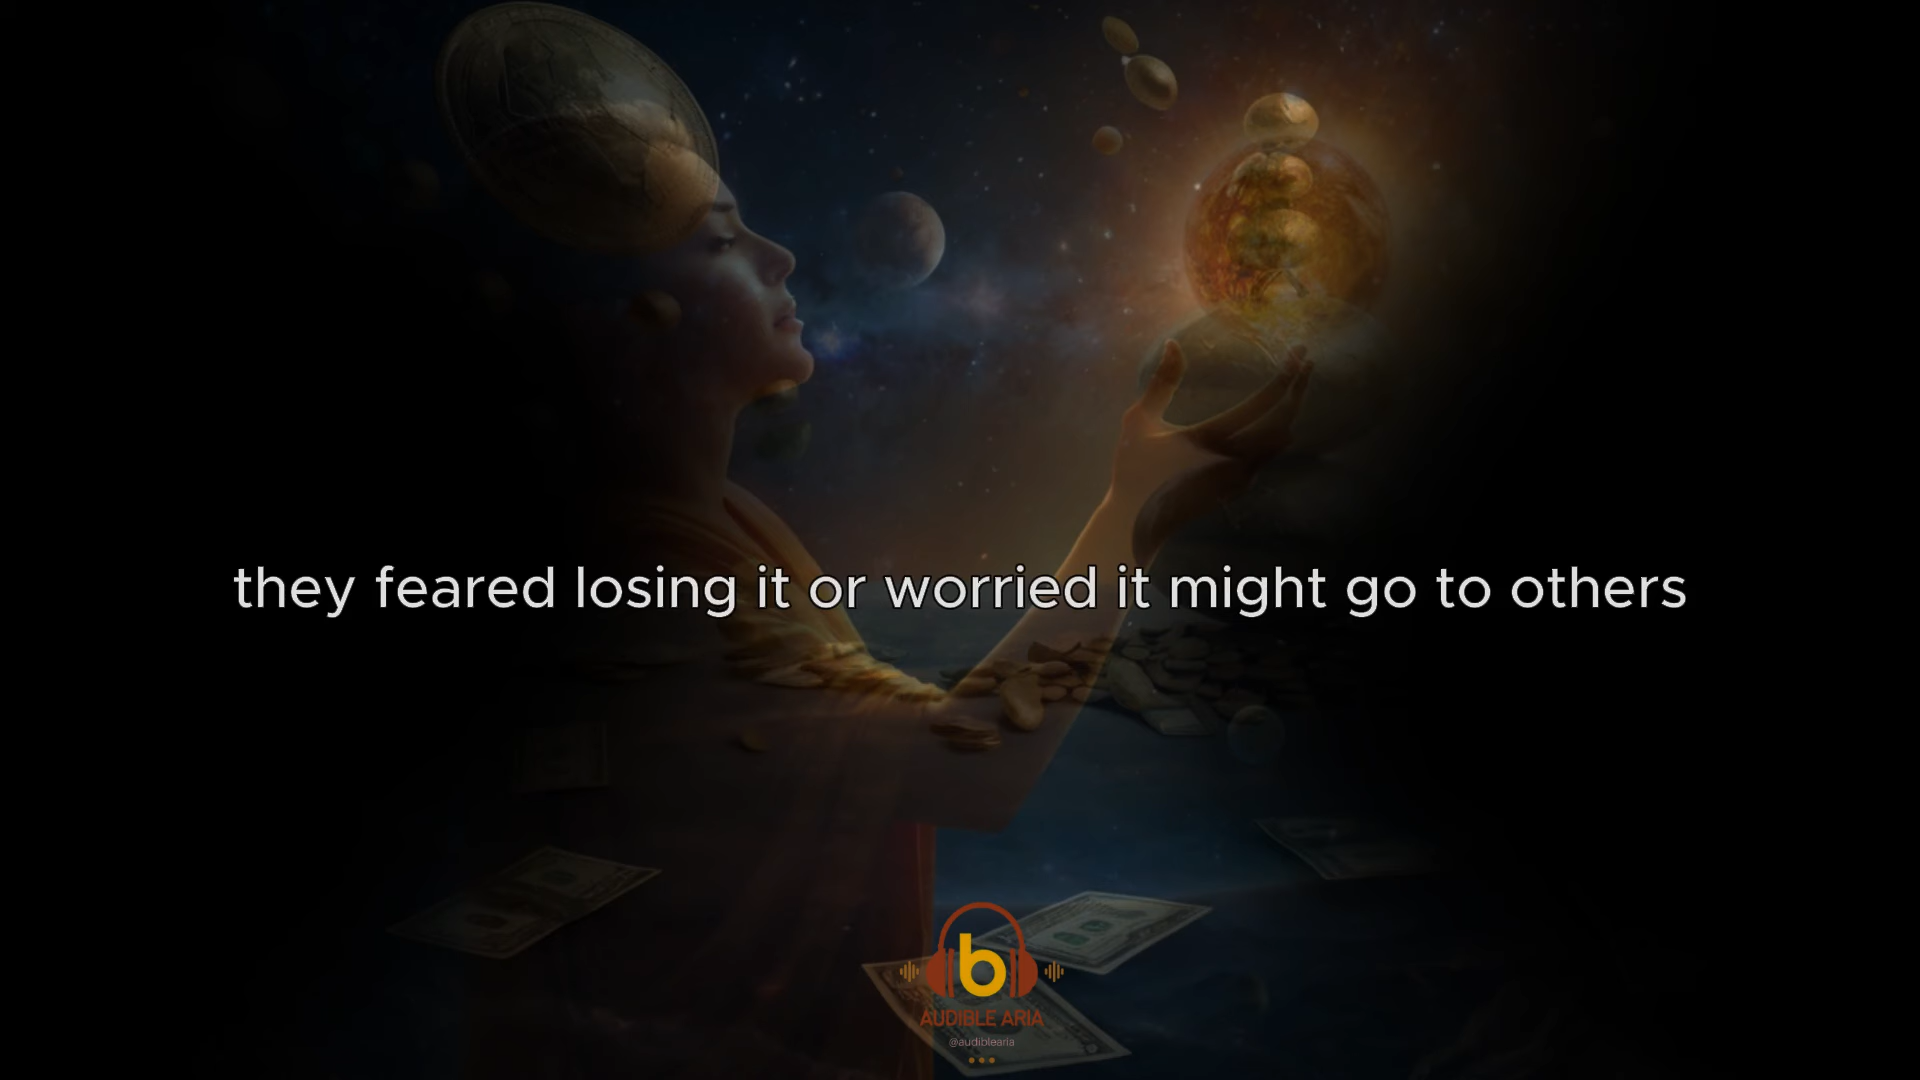 they feared losing it or worried it might go to others
b
AUDIBLE ARIA
@audiblearia